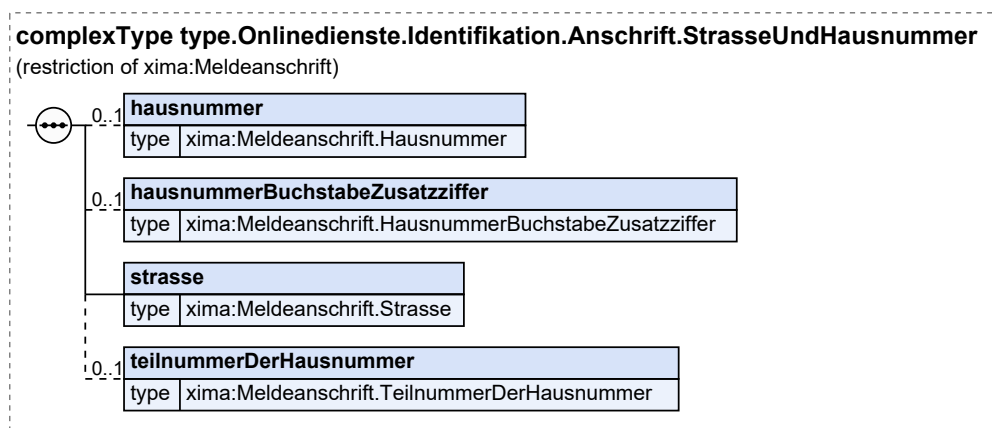 complexType type.Onlinedienste.Identifikation.Anschrift.StrasseUndHausnummer
(restriction of xima:Meldeanschrift)
0..1 hausnummer
type xima:Meldeanschrift.Hausnummer
0..1 hausnummerBuchstabeZusatzziffer
type xima:Meldeanschrift.HausnummerBuchstabeZusatzziffer
strasse
type xima:Meldeanschrift.Strasse
0..1 teilnummerDerHausnummer
type xima:Meldeanschrift.TeilnummerDerHausnummer